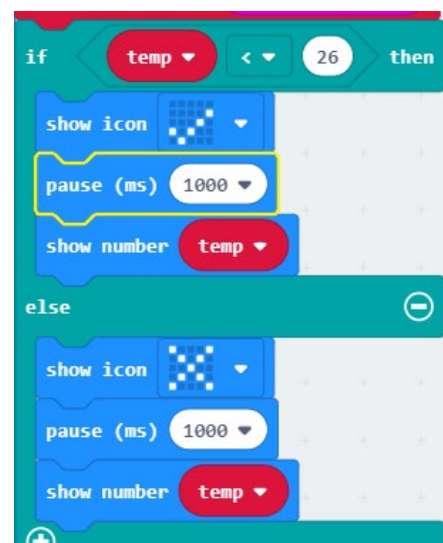 if temp < 26 then
show icon
pause (ms) 1000
show number temp
else
show icon
pause (ms) 1000
show number temp